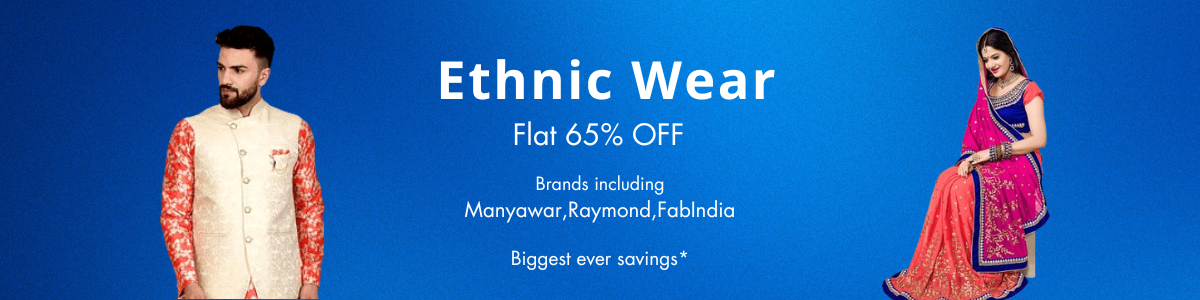 Ethnic Wear
Flat 65% OFF
Brands including
Manyawar,Raymond,FabIndia
Biggest ever savings*